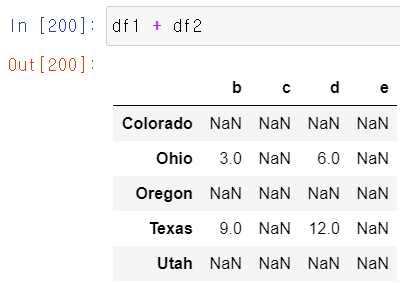 In [200]: df1 + df2
Out[200]:
b c d e
Colorado NaN NaN NaN NaN
Ohio 3.0 NaN 6.0 NaN
Oregon NaN NaN NaN NaN
Texas 9.0 NaN 12.0 NaN
Utah NaN NaN NaN NaN